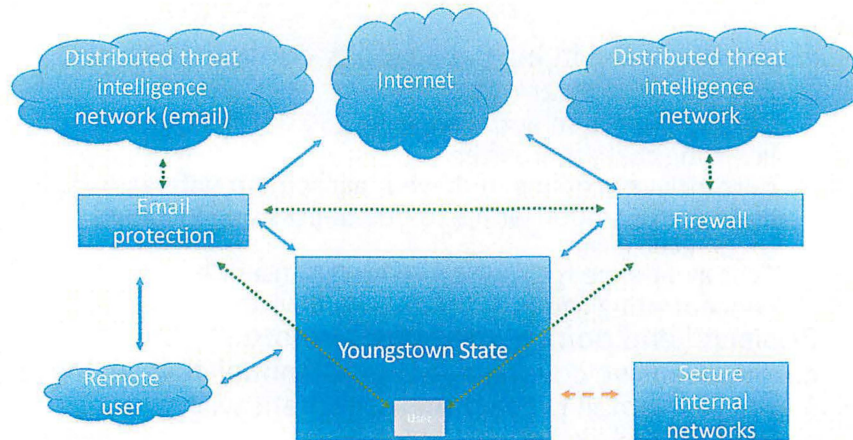 Distributed threat
intelligence
network (email)
Internet
Distributed threat
intelligence
network
Email
protection
Firewall
Youngstown State
User
Remote
user
Secure
internal
networks